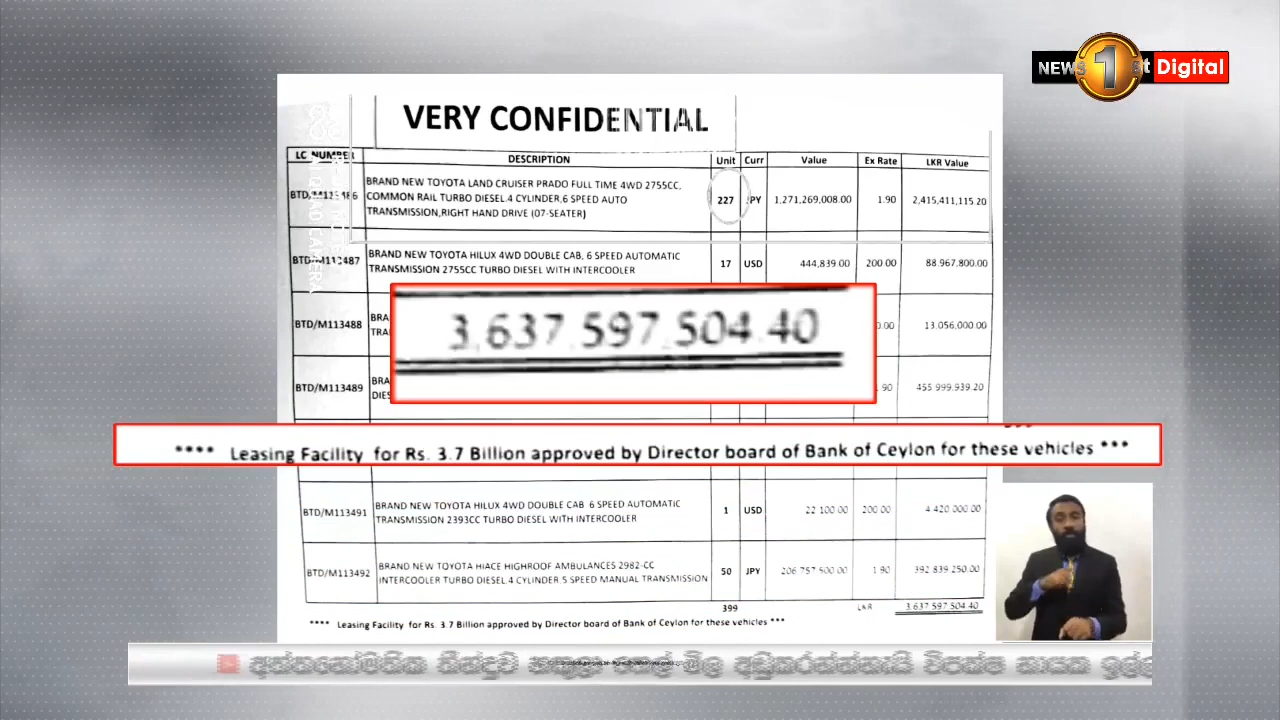 NEWS 1st Digital
VERY CONFIDENTIAL
LC NUMBER DESCRIPTION Unit Curr Value Ex Rate LKR Value
BRAND NEW TOYOTA LAND CRUISER PRADO FULL TIME 4WD 2755CC,
COMMON RAIL TURBO DIESEL.4 CYLINDER,6 SPEED AUTO
TRANSMISSION,RIGHT HAND DRIVE (07-SEATER)
227 JPY 1,271,269,008.00 1.90 2,415,411,115.20
BTD/M113487
BRAND NEW TOYOTA HILUX 4WD DOUBLE CAB, 6 SPEED AUTOMATIC
TRANSMISSION 2755CC TURBO DIESEL WITH INTERCOOLER
17 USD 444,839.00 200.00 88,967,800.00
BTD/M113488 BRA
TRA
0.00 13,056,000.00
3,637,597,504.40
BTD/M113489 BRA
DIES
90 455 999,939.20
**** Leasing Facility for Rs. 3.7 Billion approved by Director board of Bank of Ceylon for these vehicles ***
BTD/M113491
BRAND NEW TOYOTA HILUX 4WD DOUBLE CAB 6 SPEED AUTOMATIC
TRANSMISSION 2393CC TURBO DIESEL WITH INTERCOOLER
1 USD 22 100.00 200.00 4 420 000.00
BTD/M113492
BRAND NEW TOYOTA HIACE HIGHROOF AMBULANCES 2982-CC
INTERCOOLER TURBO DIESEL.4 CYLINDER.5 SPEED MANUAL TRANSMISSION
50 JPY 206 757 500.00 1.90 392 839 250.00
399 LKR 3 637 597 504.40
**** Leasing Facility for Rs. 3.7 Billion approved by Director board of Bank of Ceylon for these vehicles ***